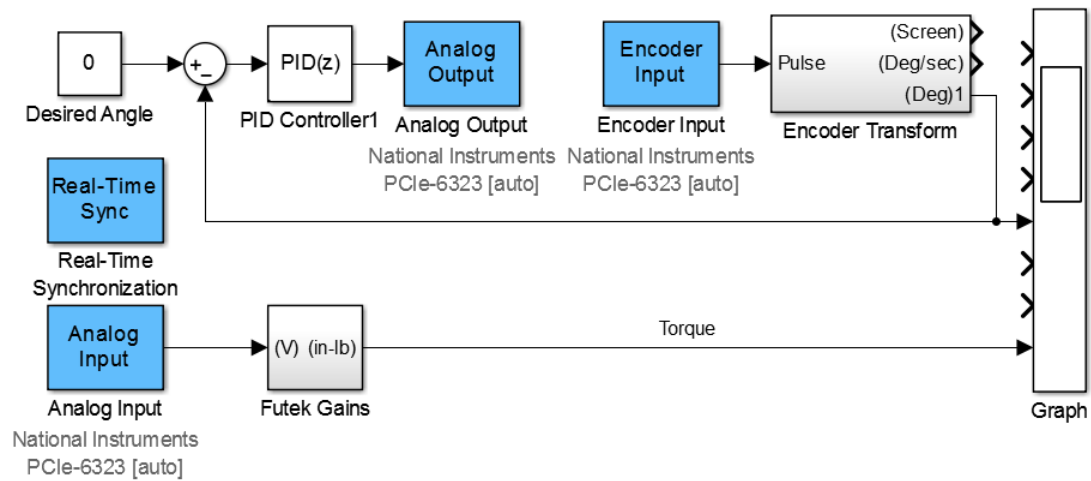 0
Desired Angle
+
_
PID(z)
PID Controller1
Analog
Output
Analog Output
National Instruments
PCIe-6323 [auto]
Encoder
Input
Encoder Input
National Instruments
PCIe-6323 [auto]
Pulse
(Screen)
(Deg/sec)
(Deg)1
Encoder Transform
Real-Time
Sync
Real-Time
Synchronization
Analog
Input
Analog Input
National Instruments
PCIe-6323 [auto]
(V) (in-lb)
Futek Gains
Torque
Graph